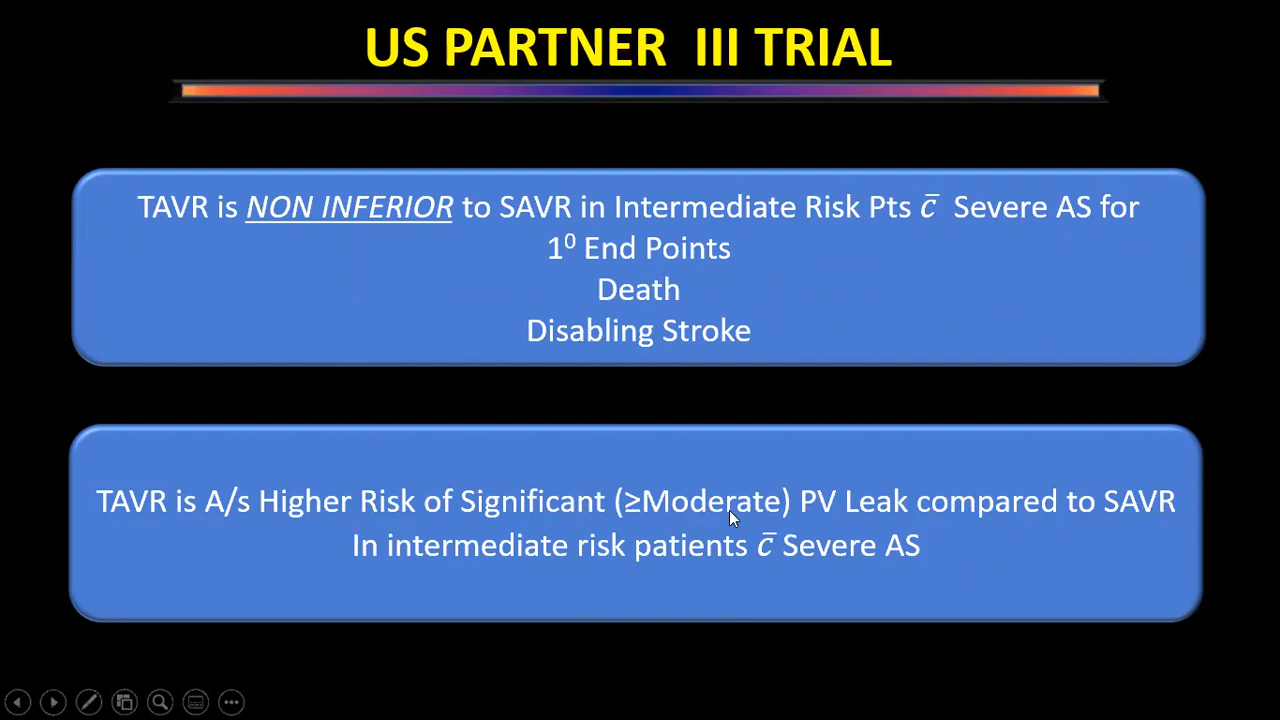 US PARTNER III TRIAL
TAVR is NON INFERIOR to SAVR in Intermediate Risk Pts c̄ Severe AS for
1⁰ End Points
Death
Disabling Stroke
TAVR is A/s Higher Risk of Significant (≥Moderate) PV Leak compared to SAVR
In intermediate risk patients c̄ Severe AS